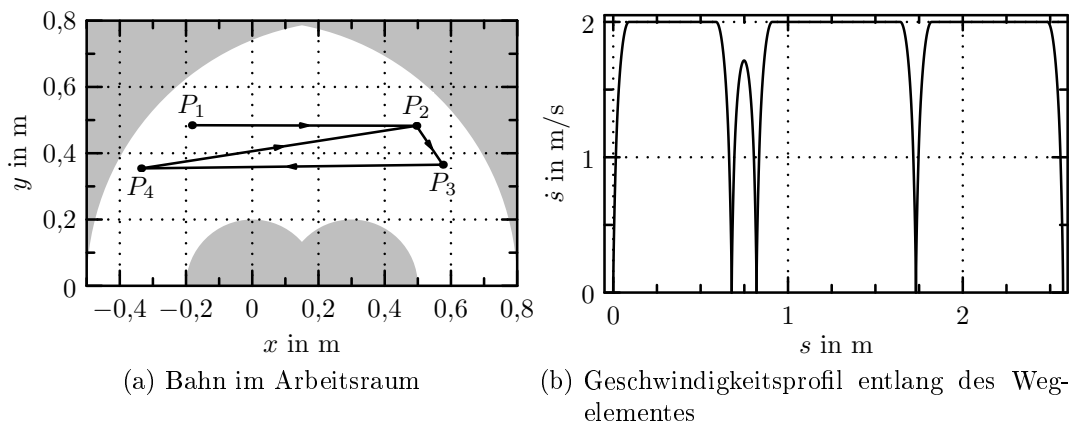 0,8
0,6
0,4
0,2
0
y in m
P1
P2
P3
P4
−0,4 −0,2 0 0,2 0,4 0,6 0,8
x in m
(a) Bahn im Arbeitsraum
2
1
0
ṡ in m/s
0 1 2
s in m
(b) Geschwindigkeitsprofil entlang des Weg-
elementes